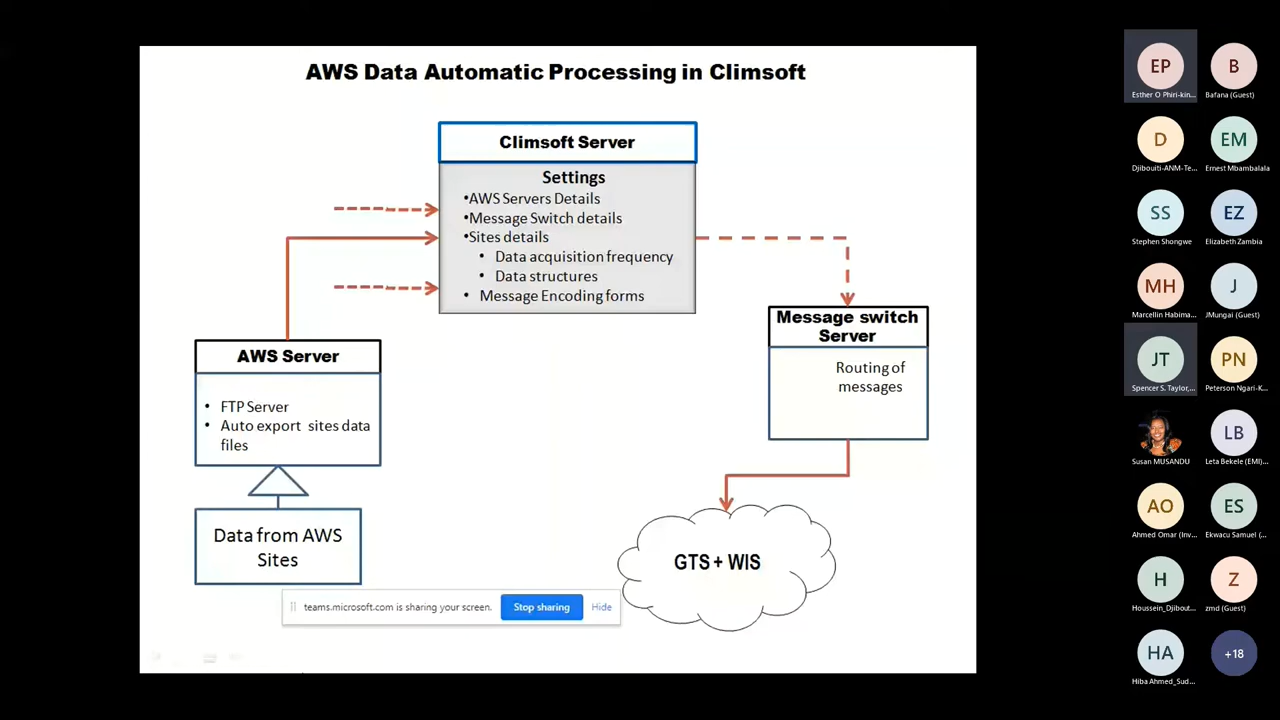 AWS Data Automatic Processing in Climsoft
Climsoft Server
Settings
•AWS Servers Details
•Message Switch details
•Sites details
• Data acquisition frequency
• Data structures
• Message Encoding forms
AWS Server
• FTP Server
• Auto export sites data
files
Data from AWS
Sites
Message switch
Server
Routing of
messages
GTS + WIS
teams.microsoft.com is sharing your screen.
Stop sharing
Hide
EP
Esther O Phiri-kin...
B
Bafana (Guest)
D
Djibouiti-ANM-Te...
EM
Ernest Mbambalala
SS
Stephen Shongwe
EZ
Elizabeth Zambia
MH
Marcellin Habima...
J
JMungai (Guest)
JT
Spencer S. Taylor,...
PN
Peterson Ngari-K...
Susan MUSANDU
LB
Leta Bekele (EMI)...
AO
Ahmed Omar (Inv...
ES
Ekwacu Samuel (...
H
Houssein_Djibout...
Z
zmd (Guest)
HA
Hiba Ahmed_Sud...
+18